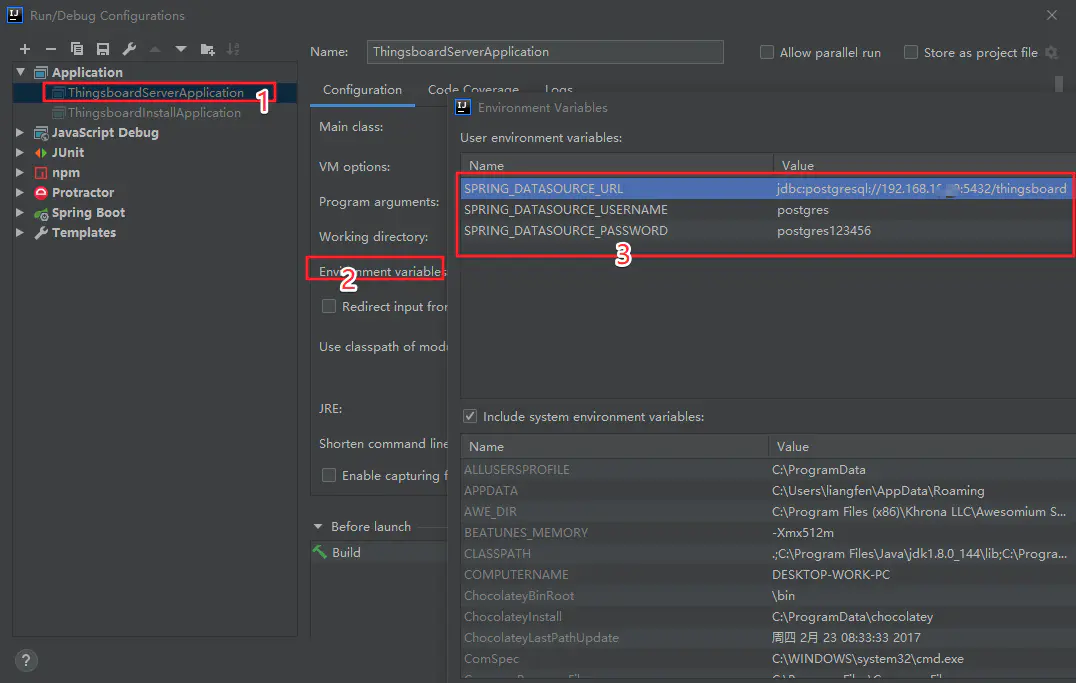 Run/Debug Configurations
Name: ThingsboardServerApplication
Allow parallel run
Store as project file
Application
ThingsboardServerApplication
1
ThingsboardInstallApplication
JavaScript Debug
JUnit
npm
Protractor
Spring Boot
Templates
Configuration
Code Coverage
Logs
Main class:
VM options:
Program arguments:
Working directory:
Environment variables
2
Redirect input from
Use classpath of modu
JRE:
Shorten command line
Enable capturing f
Before launch
Build
Environment Variables
User environment variables:
Name Value
SPRING_DATASOURCE_URL jdbc:postgresql://192.168. :5432/thingsboard
SPRING_DATASOURCE_USERNAME postgres
SPRING_DATASOURCE_PASSWORD postgres123456
3
Include system environment variables:
Name Value
ALLUSERSPROFILE C:\ProgramData
APPDATA C:\Users\liangfen\AppData\Roaming
AWE_DIR C:\Program Files (x86)\Khrona LLC\Awesomium S...
BEATUNES_MEMORY -Xmx512m
CLASSPATH .;C:\Program Files\Java\jdk1.8.0_144\lib;C:\Progra...
COMPUTERNAME DESKTOP-WORK-PC
ChocolateyBinRoot \bin
ChocolateyInstall C:\ProgramData\chocolatey
ChocolateyLastPathUpdate 周四 2月 23 08:33:33 2017
ComSpec C:\WINDOWS\system32\cmd.exe
?